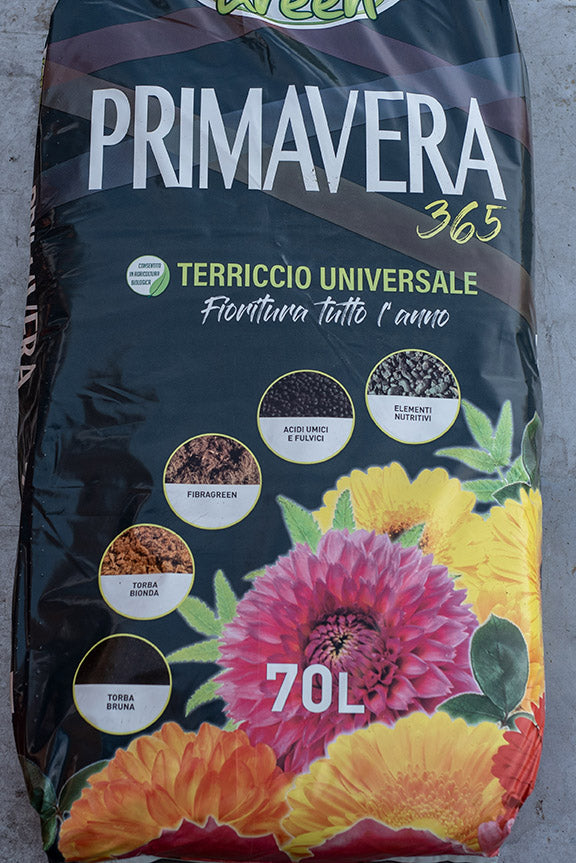 Green
PRIMAVERA
365
CONSENTITO
IN AGRICOLTURA
BIOLOGICA
TERRICCIO UNIVERSALE
Fioritura tutto l'anno
ELEMENTI
NUTRITIVI
ACIDI UMICI
E FULVICI
FIBRAGREEN
TORBA
BIONDA
TORBA
BRUNA
70L